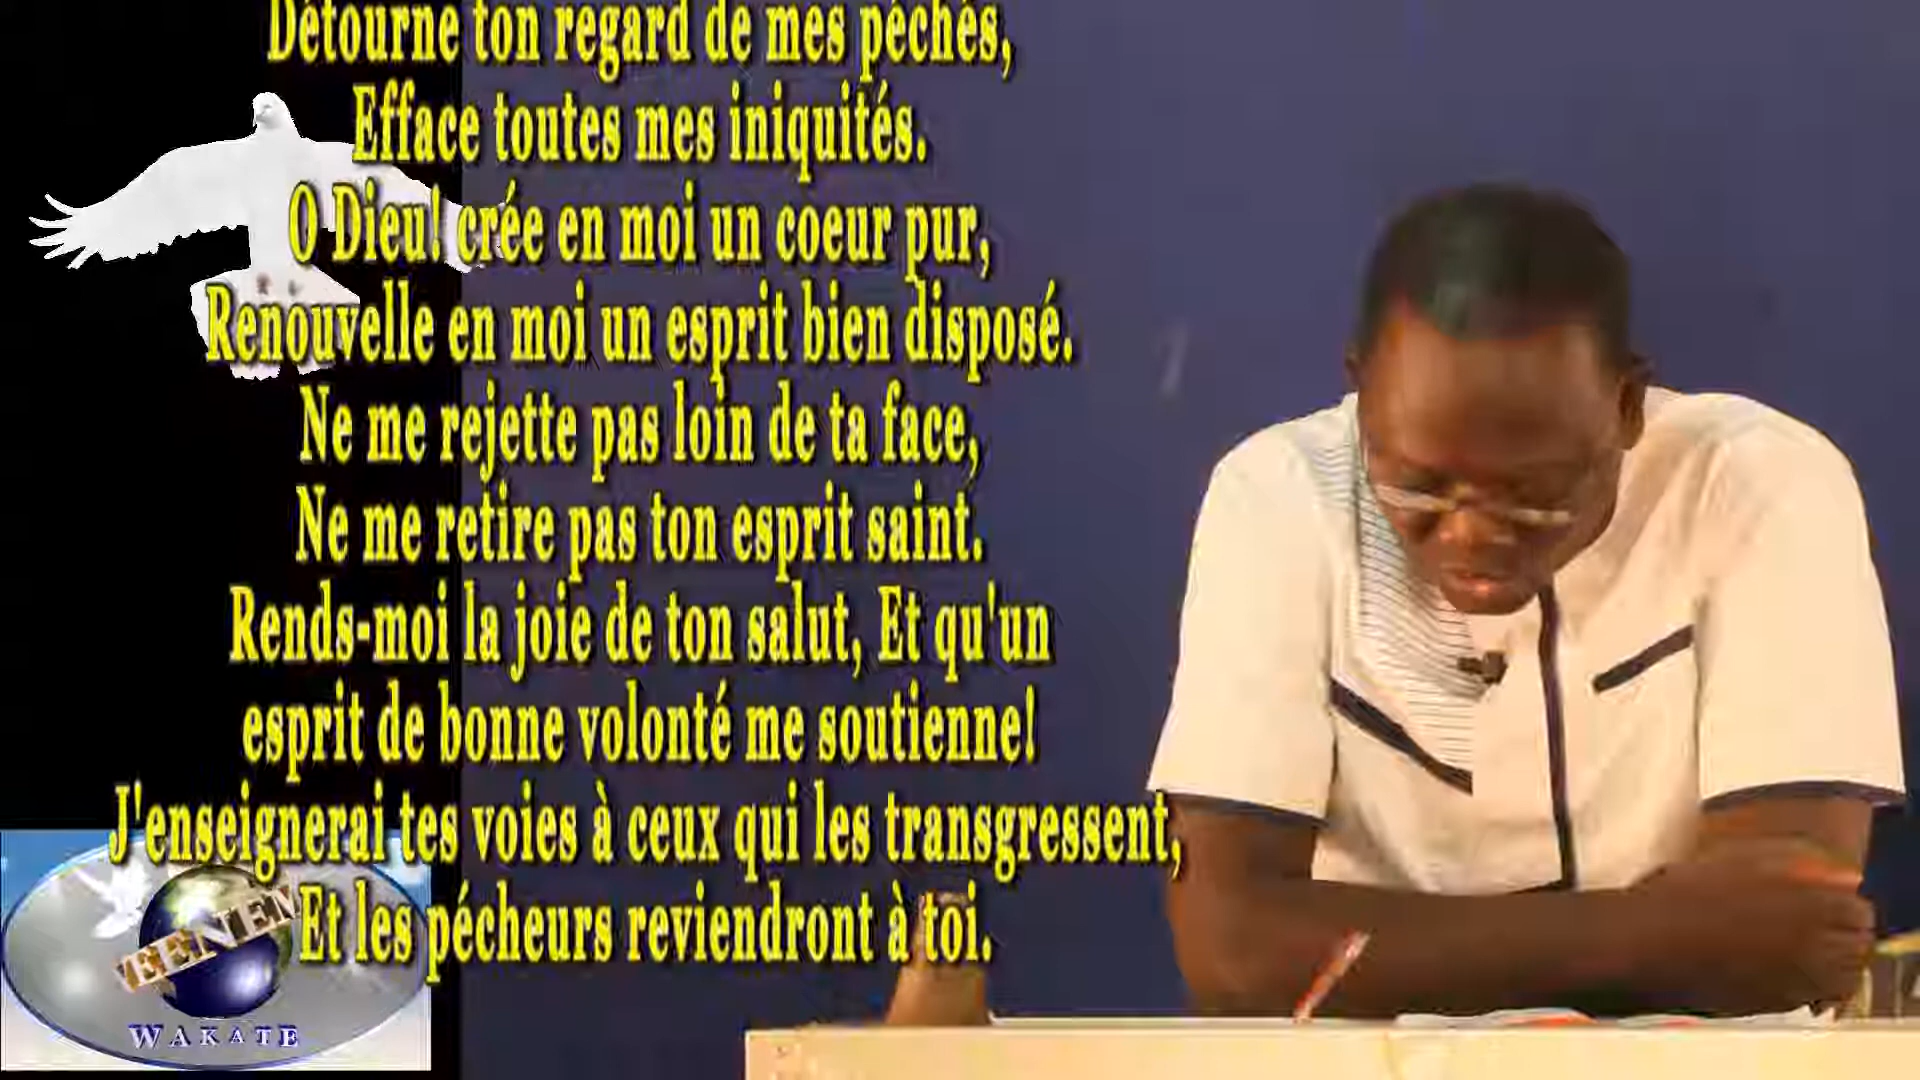 Détourne ton regard de mes péchés,
Efface toutes mes iniquités.
O Dieu! crée en moi un coeur pur,
Renouvelle en moi un esprit bien disposé.
Ne me rejette pas loin de ta face,
Ne me retire pas ton esprit saint.
Rends-moi la joie de ton salut, Et qu'un
esprit de bonne volonté me soutienne!
J'enseignerai tes voies à ceux qui les transgressent,
Et les pécheurs reviendront à toi.
WAKATE